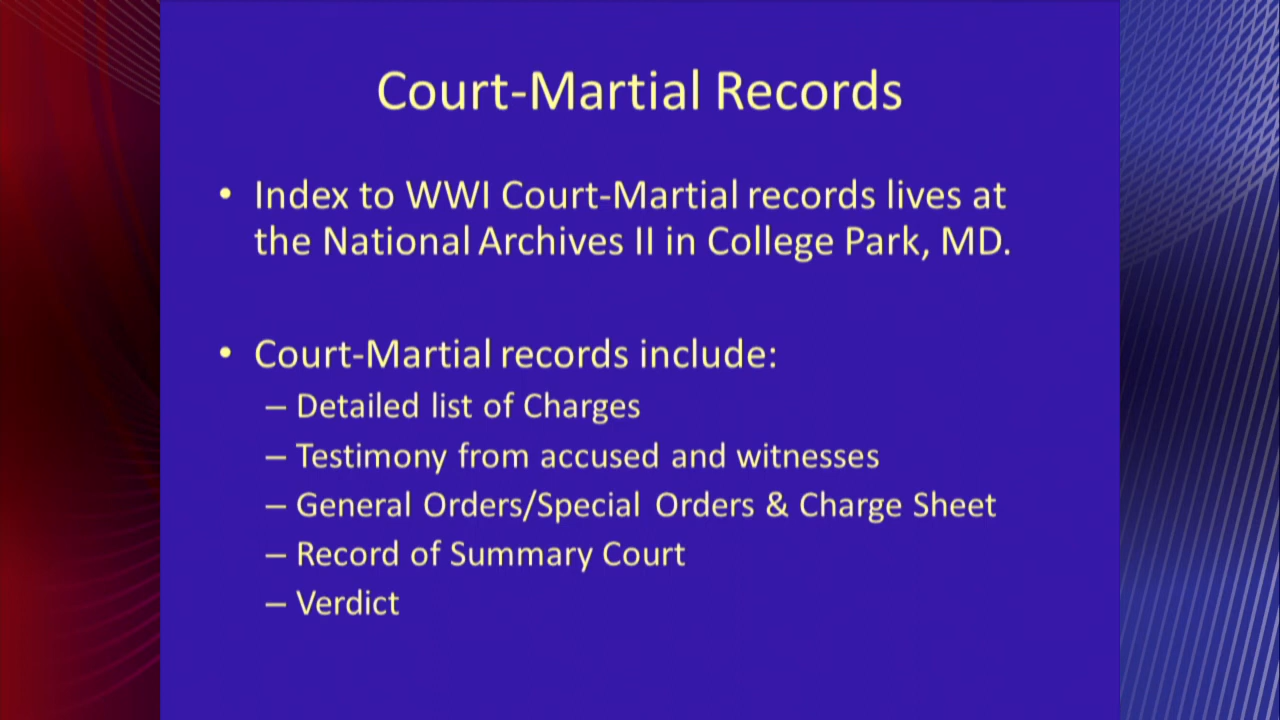 Court-Martial Records
• Index to WWI Court-Martial records lives at
the National Archives II in College Park, MD.
• Court-Martial records include:
– Detailed list of Charges
– Testimony from accused and witnesses
– General Orders/Special Orders & Charge Sheet
– Record of Summary Court
– Verdict